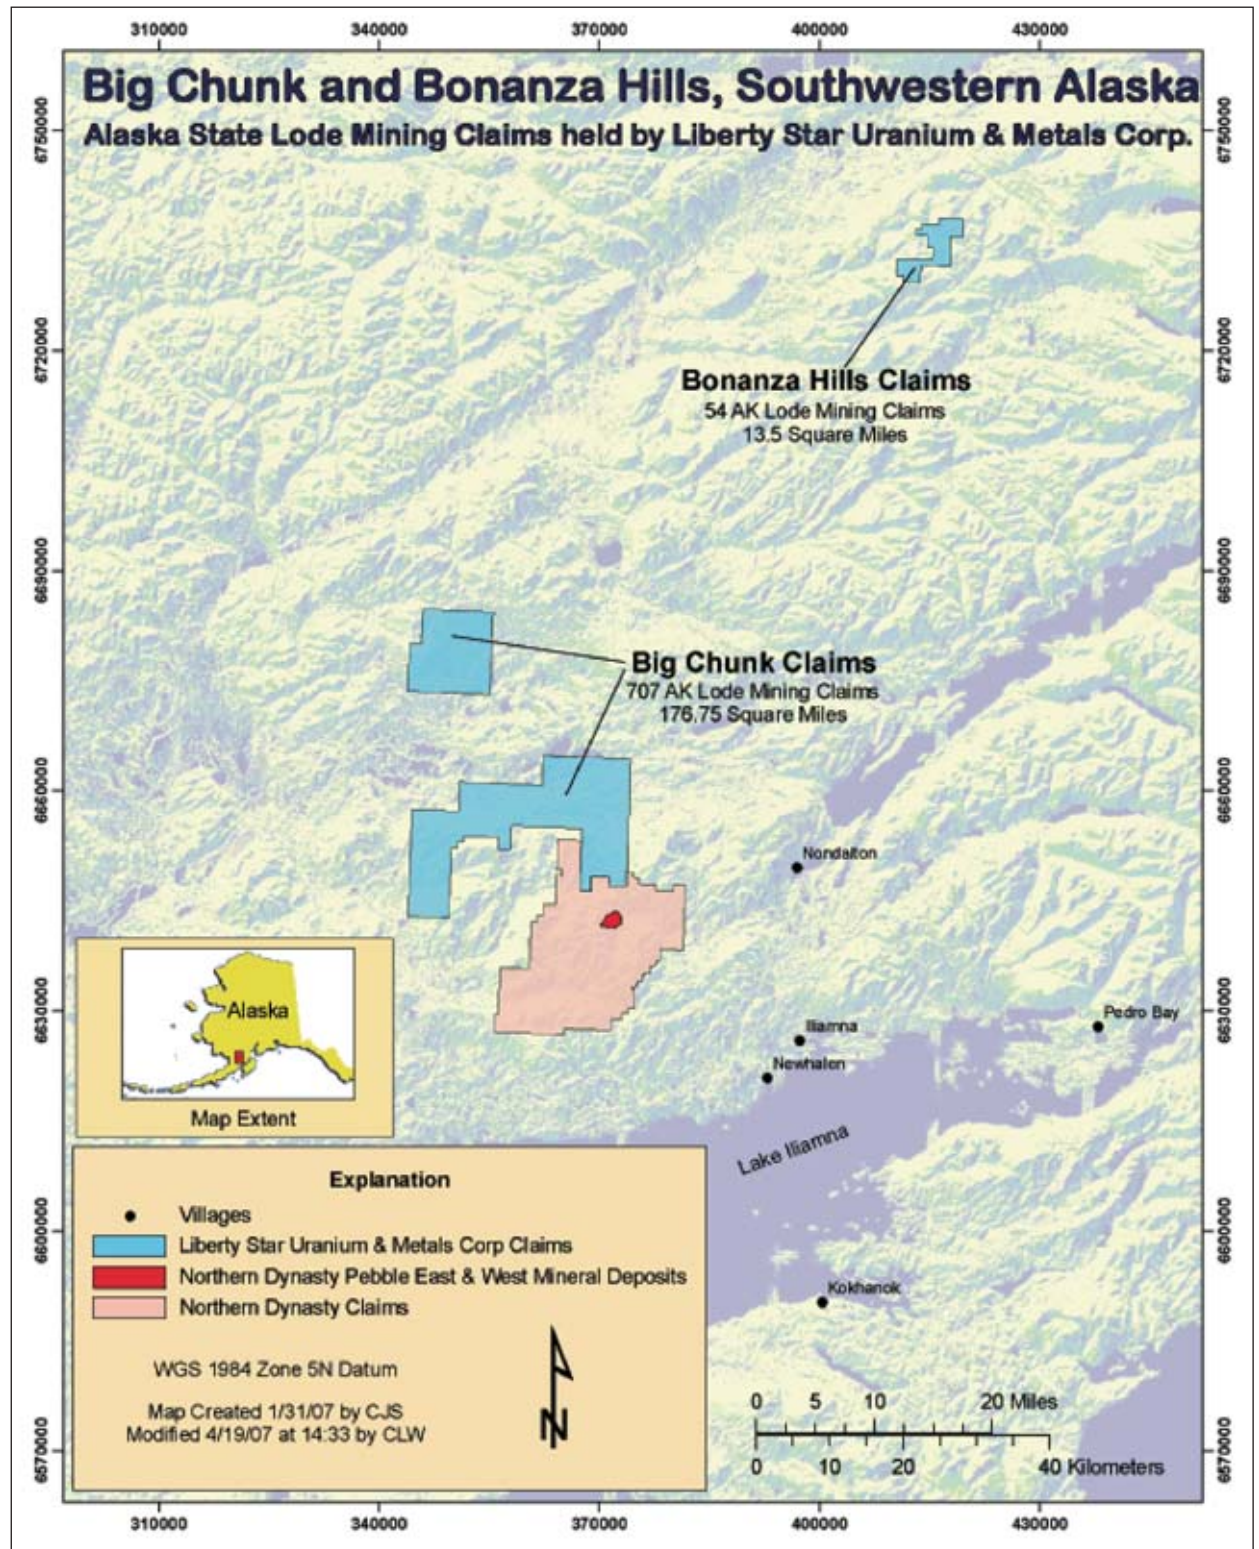 310000 340000 370000 400000 430000
Big Chunk and Bonanza Hills, Southwestern Alaska
Alaska State Lode Mining Claims held by Liberty Star Uranium & Metals Corp.
6750000 6750000
6720000 6720000
Bonanza Hills Claims
54 AK Lode Mining Claims
13.5 Square Miles
6690000 6690000
Big Chunk Claims
707 AK Lode Mining Claims
176.75 Square Miles
6660000 6660000
Nondalton
Alaska
Map Extent
6630000 6630000
Pedro Bay
Iliamna
Newhalen
Lake Iliamna
Explanation
Villages
Liberty Star Uranium & Metals Corp Claims
Northern Dynasty Pebble East & West Mineral Deposits
Northern Dynasty Claims
6600000 6600000
Kokhanok
WGS 1984 Zone 5N Datum
Map Created 1/31/07 by CJS
Modified 4/19/07 at 14:33 by CLW
N
0 5 10 20 Miles
0 10 20 40 Kilometers
6570000 6570000
310000 340000 370000 400000 430000